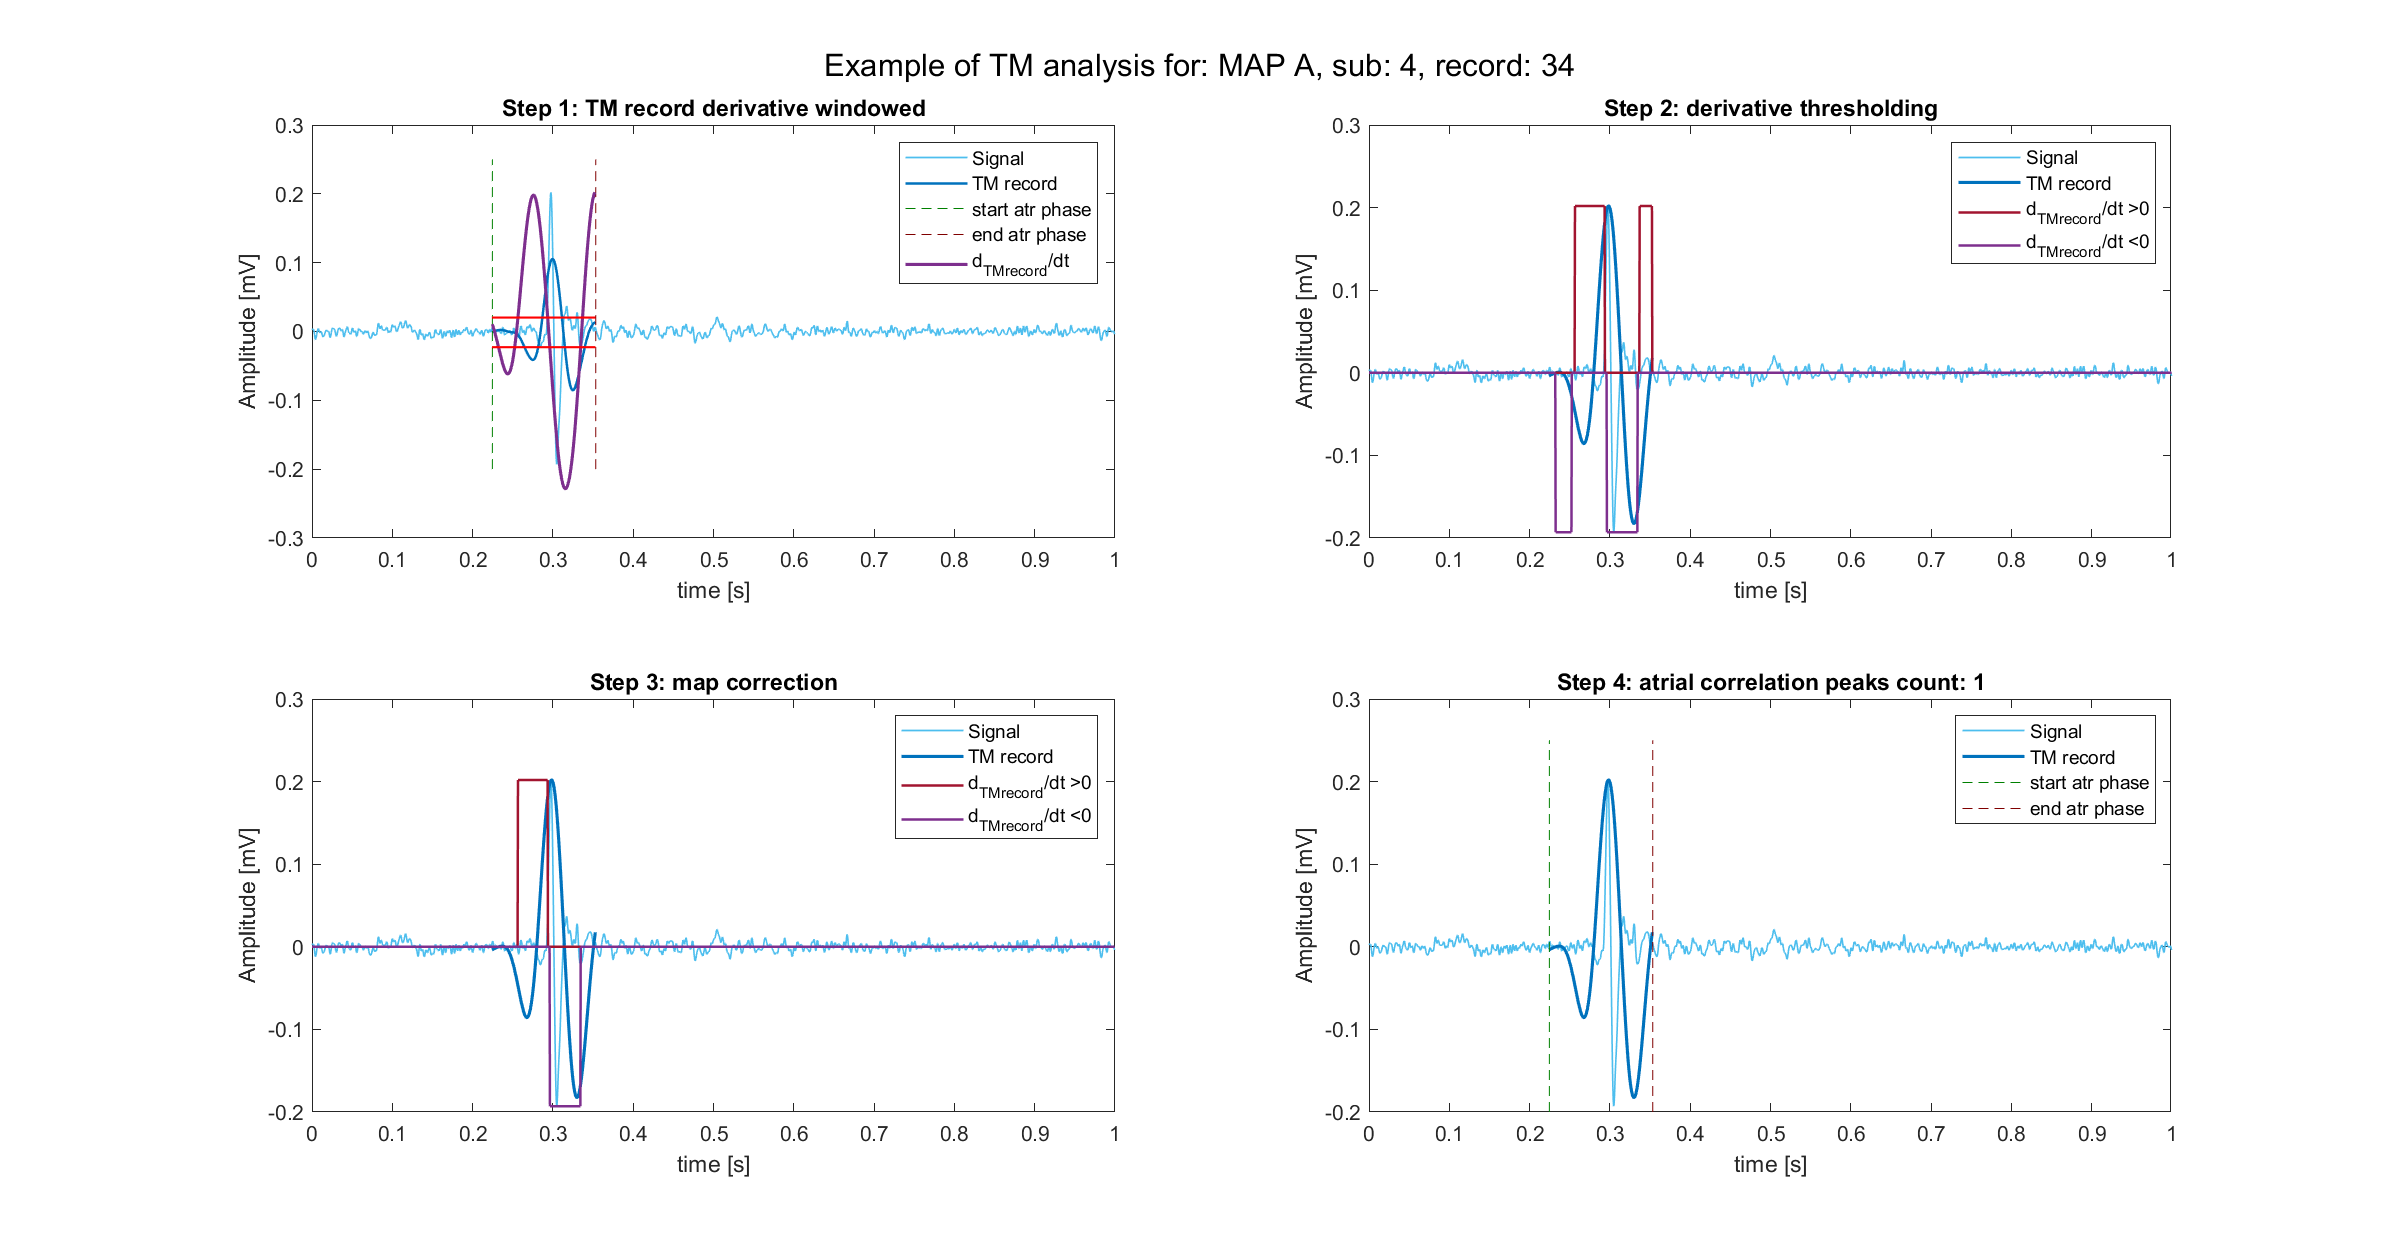 Example of TM analysis for: MAP A, sub: 4, record: 34
Step 1: TM record derivative windowed
0.3
0.2
0.1
0
-0.1
-0.2
-0.3
Amplitude [mV]
0 0.1 0.2 0.3 0.4 0.5 0.6 0.7 0.8 0.9 1
time [s]
Signal
TM record
start atr phase
end atr phase
dTMrecord/dt
Step 2: derivative thresholding
0.3
0.2
0.1
0
-0.1
-0.2
Amplitude [mV]
0 0.1 0.2 0.3 0.4 0.5 0.6 0.7 0.8 0.9 1
time [s]
Signal
TM record
dTMrecord/dt >0
dTMrecord/dt <0
Step 3: map correction
0.3
0.2
0.1
0
-0.1
-0.2
Amplitude [mV]
0 0.1 0.2 0.3 0.4 0.5 0.6 0.7 0.8 0.9 1
time [s]
Signal
TM record
dTMrecord/dt >0
dTMrecord/dt <0
Step 4: atrial correlation peaks count: 1
0.3
0.2
0.1
0
-0.1
-0.2
Amplitude [mV]
0 0.1 0.2 0.3 0.4 0.5 0.6 0.7 0.8 0.9 1
time [s]
Signal
TM record
start atr phase
end atr phase